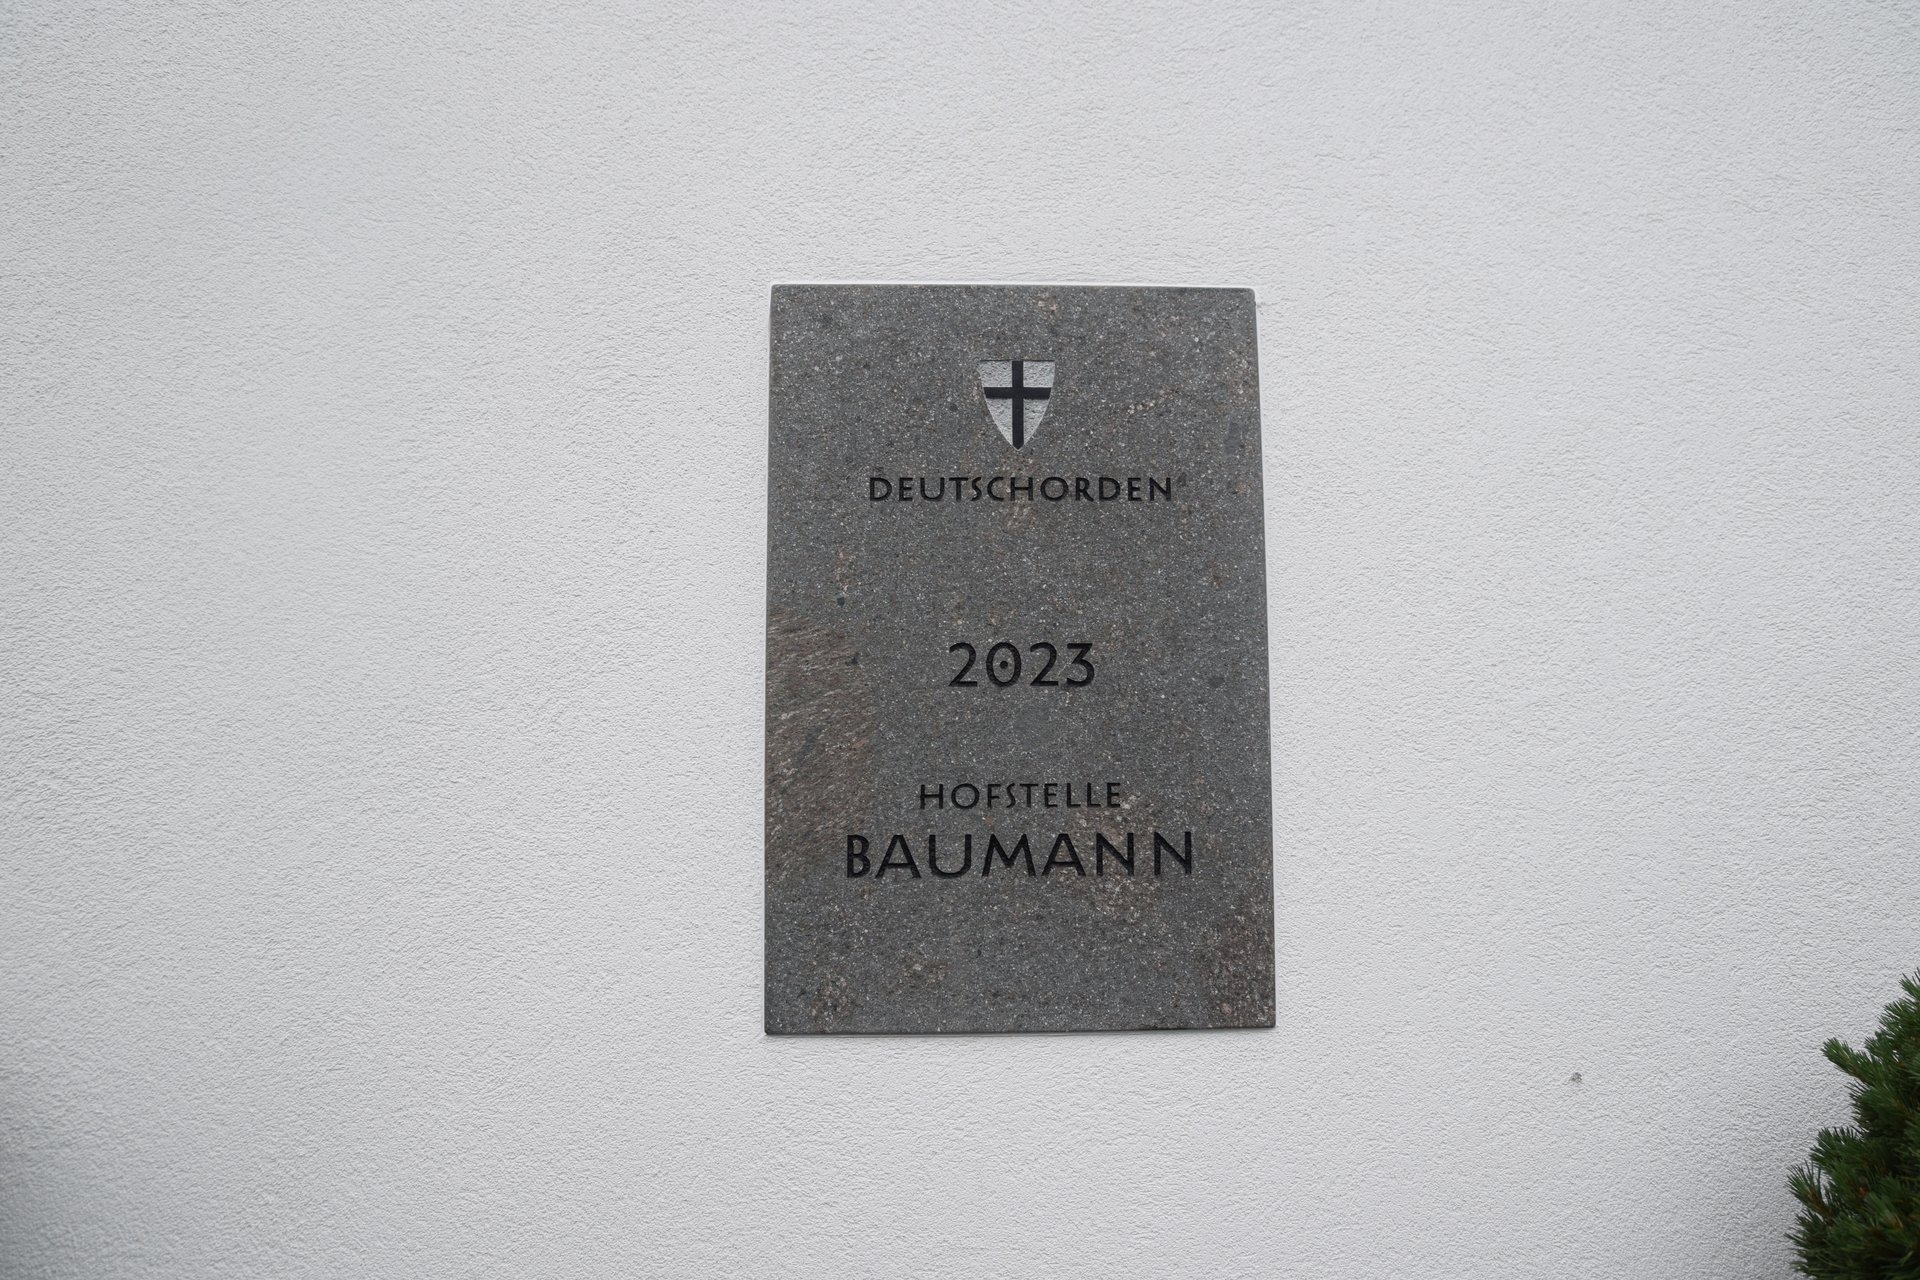 DEUTSCHORDEN
2023
HOFSTELLE
BAUMANN